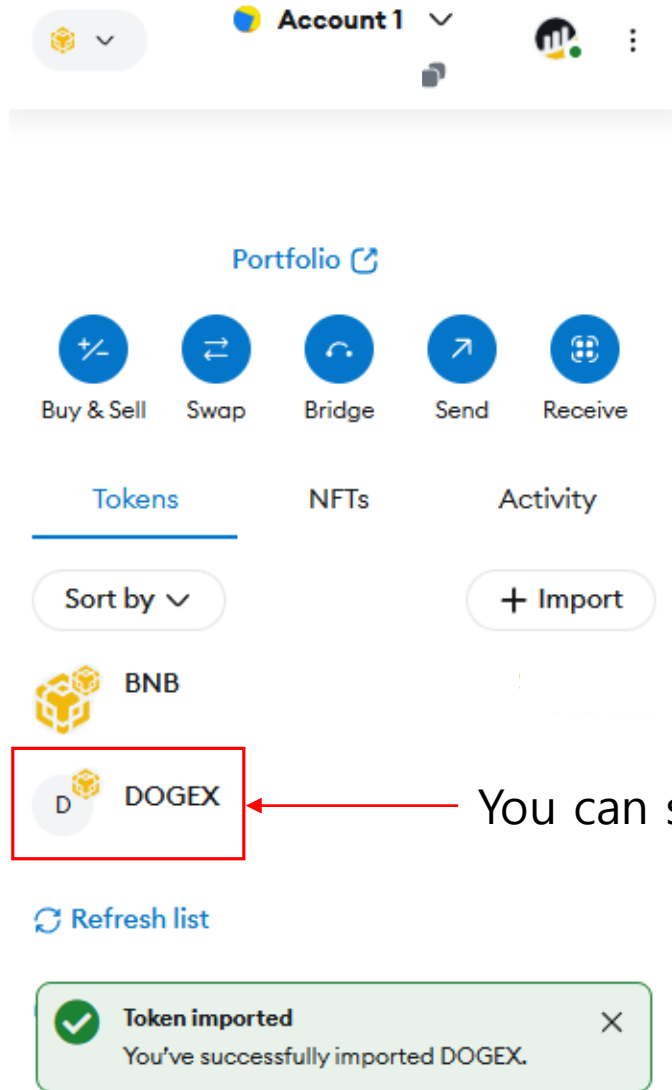 Account 1
Portfolio
Buy & Sell Swap Bridge Send Receive
Tokens NFTs Activity
Sort by + Import
BNB
D DOGEX
You can
Refresh list
Token imported
You've successfully imported DOGEX.